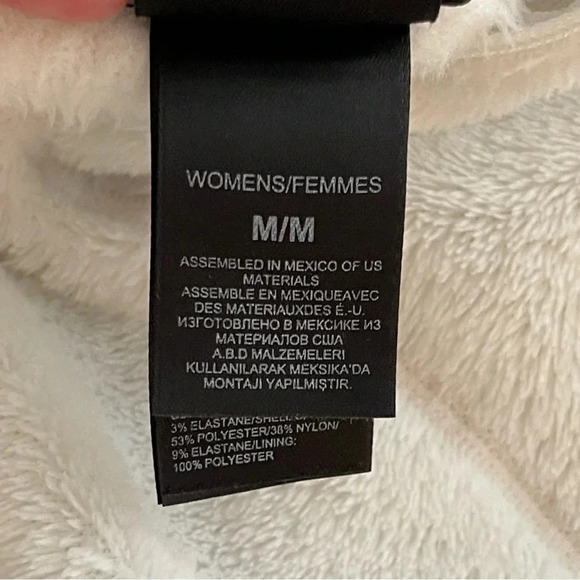 WOMENS/FEMMES
M/M
ASSEMBLED IN MEXICO OF US
MATERIALS
ASSEMBLE EN MEXIQUEAVEC
DES MATERIAUXDES É.-U.
ИЗГОТОВЛЕНО В МЕКСИКЕ ИЗ
МАТЕРИАЛОВ США
A.B.D MALZEMELERI
KULLANILARAK MEKSIKA'DA
MONTAJI YAPILMIŞTIR.
3% ELASTANE/SHELL
53% POLYESTER/38% NYLON/
9% ELASTANE/LINING:
100% POLYESTER